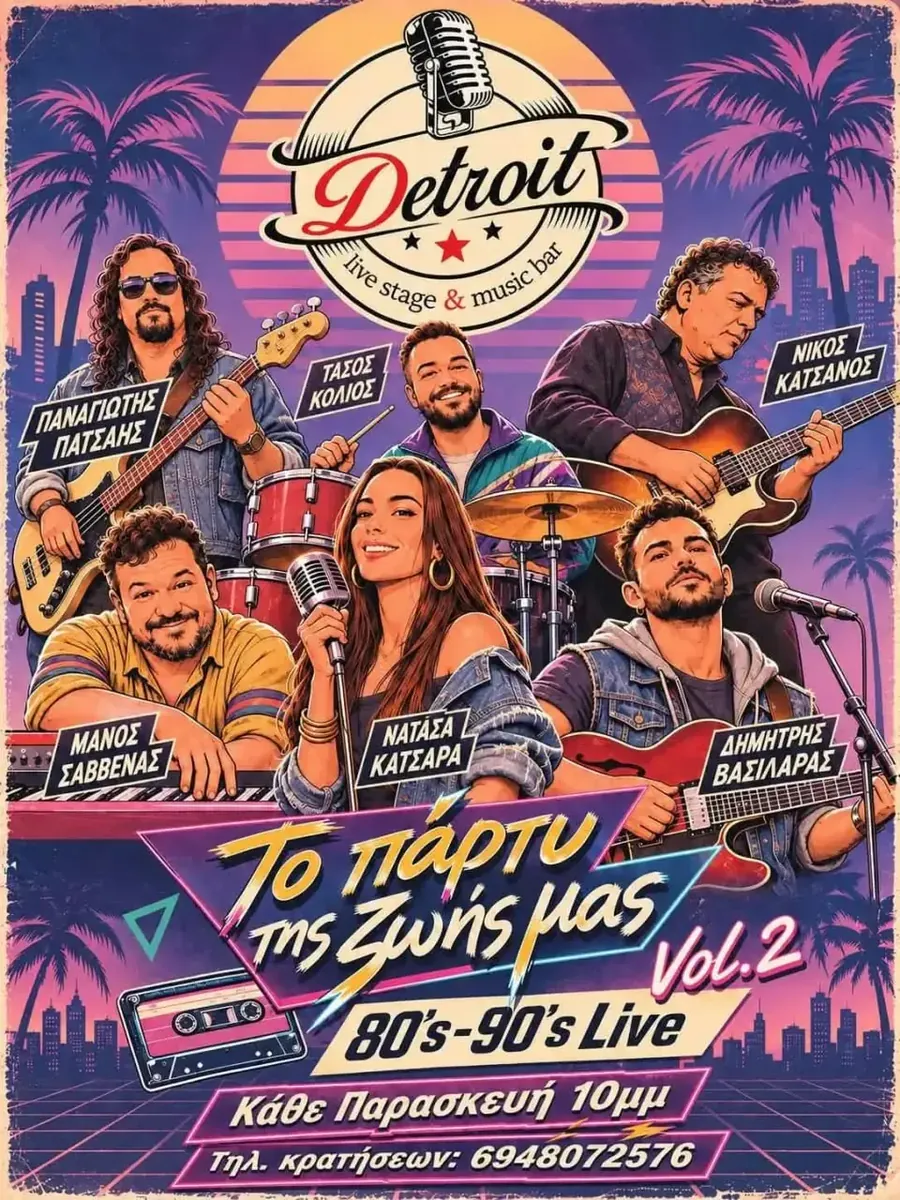 Detroit
live stage & music bar
ΠΑΝΑΓΙΩΤΗΣ
ΠΑΤΣΑΗΣ
ΤΑΣΟΣ
ΚΟΛΙΟΣ
ΝΙΚΟΣ
ΚΑΤΣΑΝΟΣ
ΜΑΝΟΣ
ΣΑΒΒΕΝΑΣ
ΝΑΤΑΣΑ
ΚΑΤΣΑΡΑ
ΔΗΜΗΤΡΗΣ
ΒΑΣΙΛΑΡΑΣ
Το πάρτυ
της ζωής μας
Vol.2
80's-90's Live
Κάθε Παρασκευή 10μμ
Τηλ. κρατήσεων: 6948072576